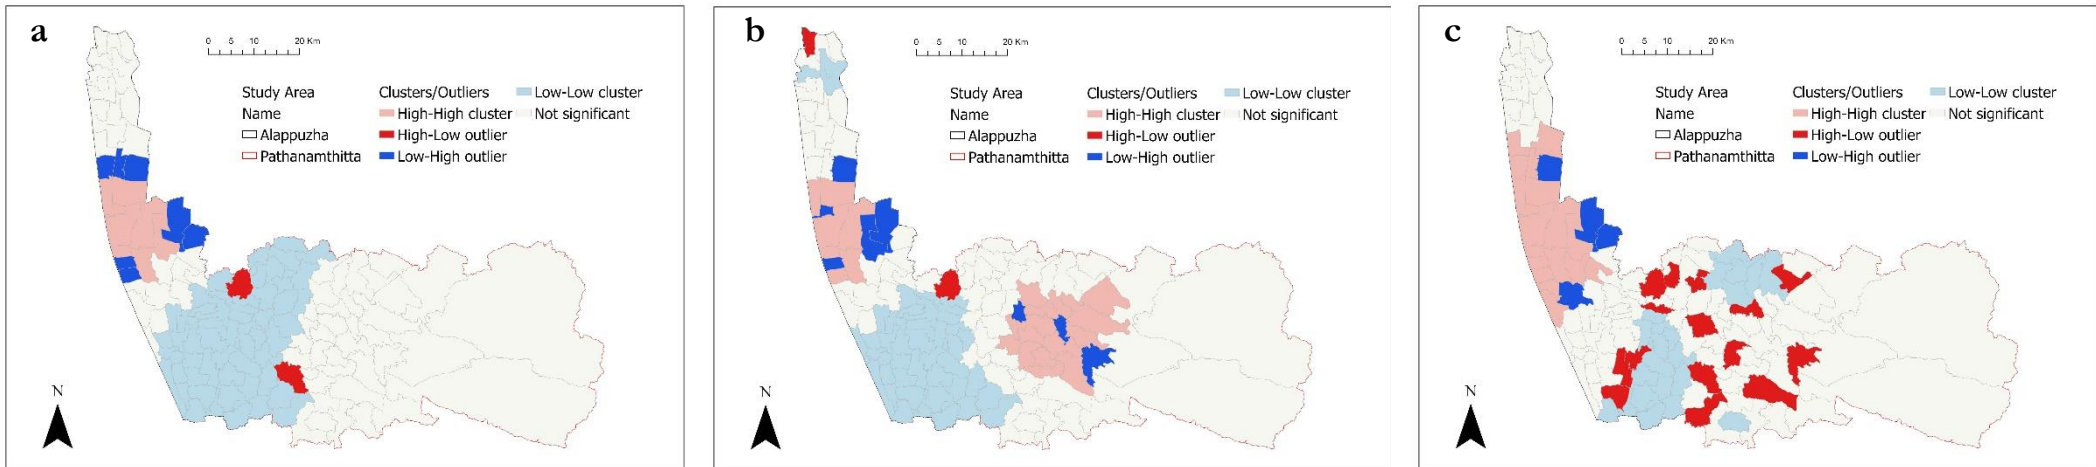 a
0 5 10 20 Km
Study Area Clusters/Outliers Low-Low cluster
Name High-High cluster Not significant
Alappuzha High-Low outlier
Pathanamthitta Low-High outlier
N
b
0 5 10 20 Km
Study Area Clusters/Outliers Low-Low cluster
Name High-High cluster Not significant
Alappuzha High-Low outlier
Pathanamthitta Low-High outlier
N
c
0 5 10 20 Km
Study Area Clusters/Outliers Low-Low cluster
Name High-High cluster Not significant
Alappuzha High-Low outlier
Pathanamthitta Low-High outlier
N